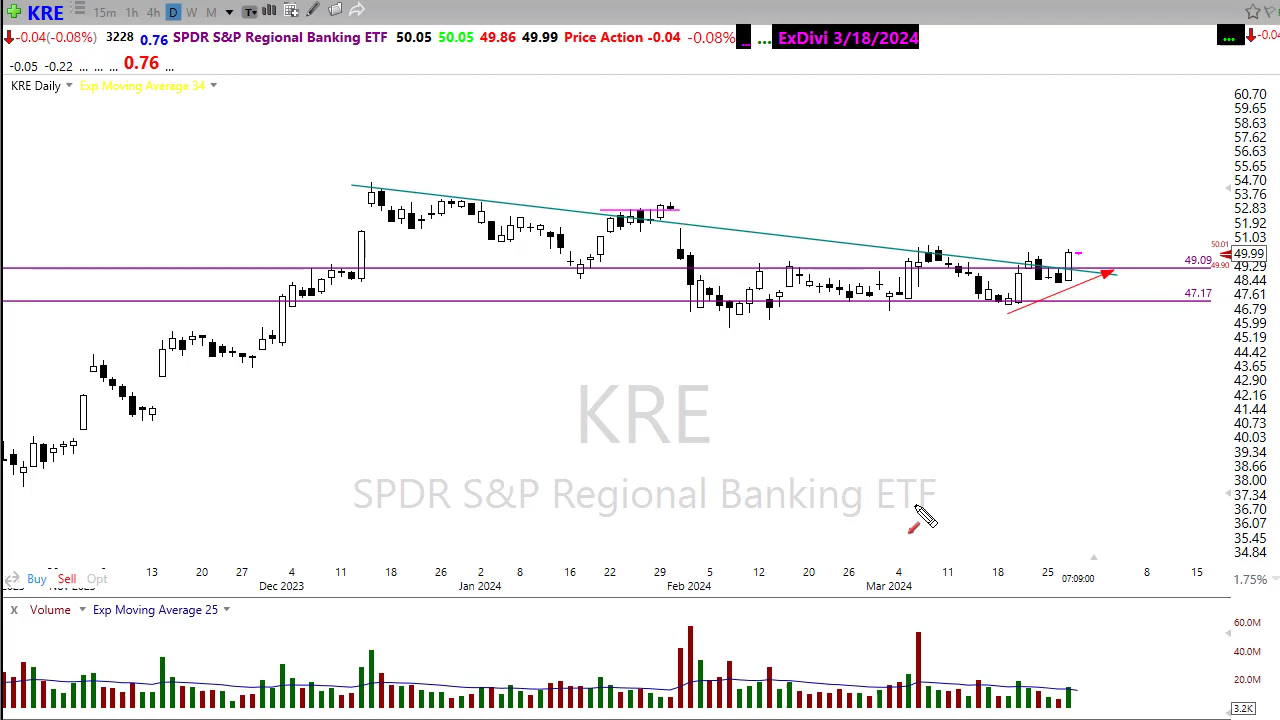 KRE 15m 1h 4h D W M T
-0.04(-0.08%) 3228 0.76 SPDR S&P Regional Banking ETF 50.05 50.05 49.86 49.99 Price Action -0.04 -0.08% ... ... ExDivi 3/18/2024 ... -0.04
-0.05 -0.22 ... ... ... 0.76 ...
KRE Daily Exp Moving Average 34
60.70
59.65
58.63
57.62
56.63
55.65
54.70
53.76
52.83
51.92
51.03
50.01
49.99
49.09
49.90
49.29
48.44
47.17
47.61
46.79
45.99
45.19
44.42
43.65
42.90
42.16
41.44
40.73
40.03
39.34
38.66
38.00
37.34
36.70
36.07
35.45
34.84
KRE
SPDR S&P Regional Banking ETF
13 20 27 4 11 18 26 2 8 16 22 29 5 12 20 26 4 11 18 25 8 15
Buy Sell Opt
Dec 2023 Jan 2024 Feb 2024 Mar 2024 07:09:00 1.75%
X Volume Exp Moving Average 25
60.0M
40.0M
20.0M
3.2K